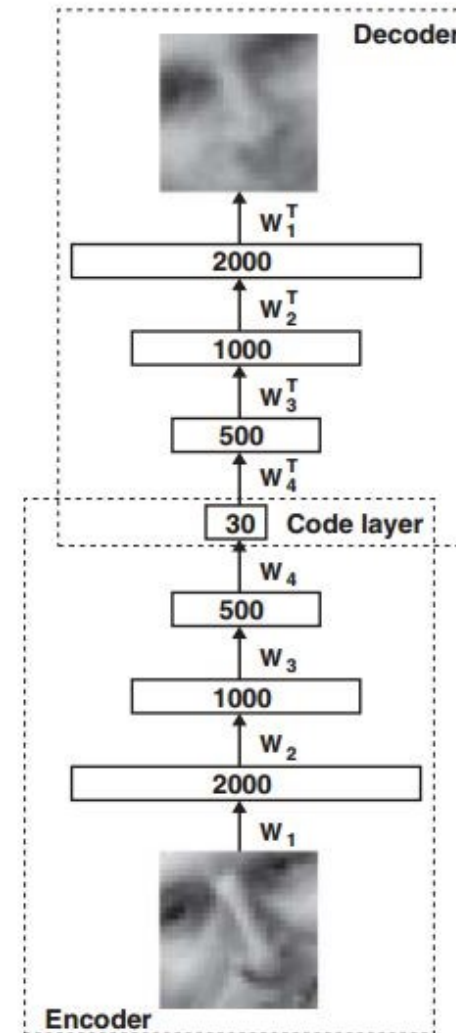 Decoder
W₁ᵀ
2000
W₂ᵀ
1000
W₃ᵀ
500
W₄ᵀ
30 Code layer
W₄
500
W₃
1000
W₂
2000
W₁
Encoder